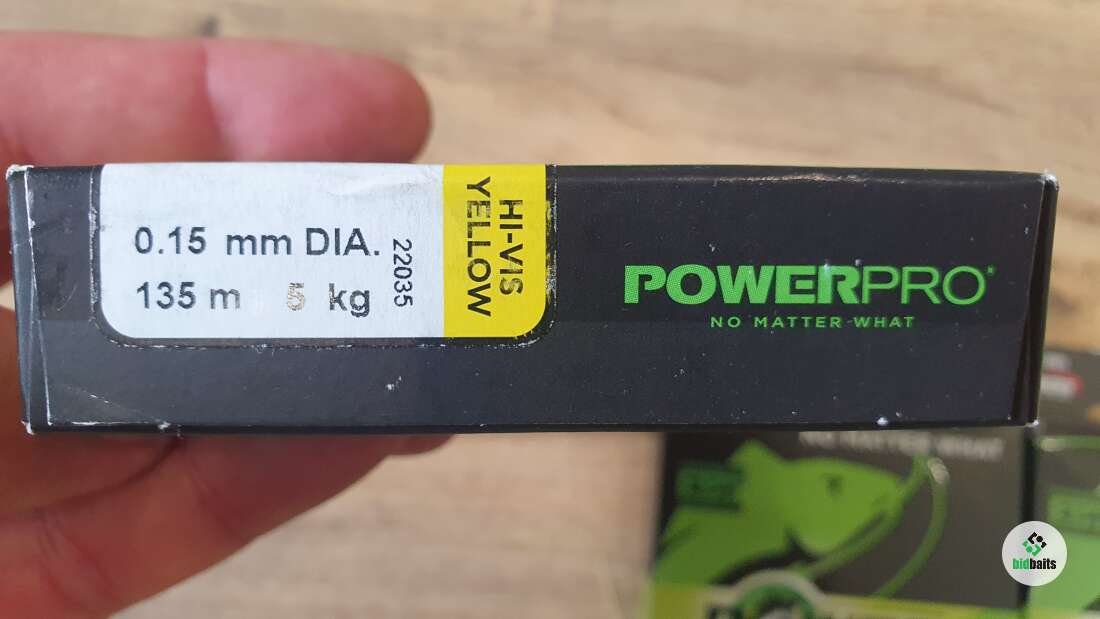 0.15 mm DIA.
135 m 5 kg
22035
HI-VIS
YELLOW
POWERPRO
NO MATTER WHAT
NO MATTER WHAT
bidbaits